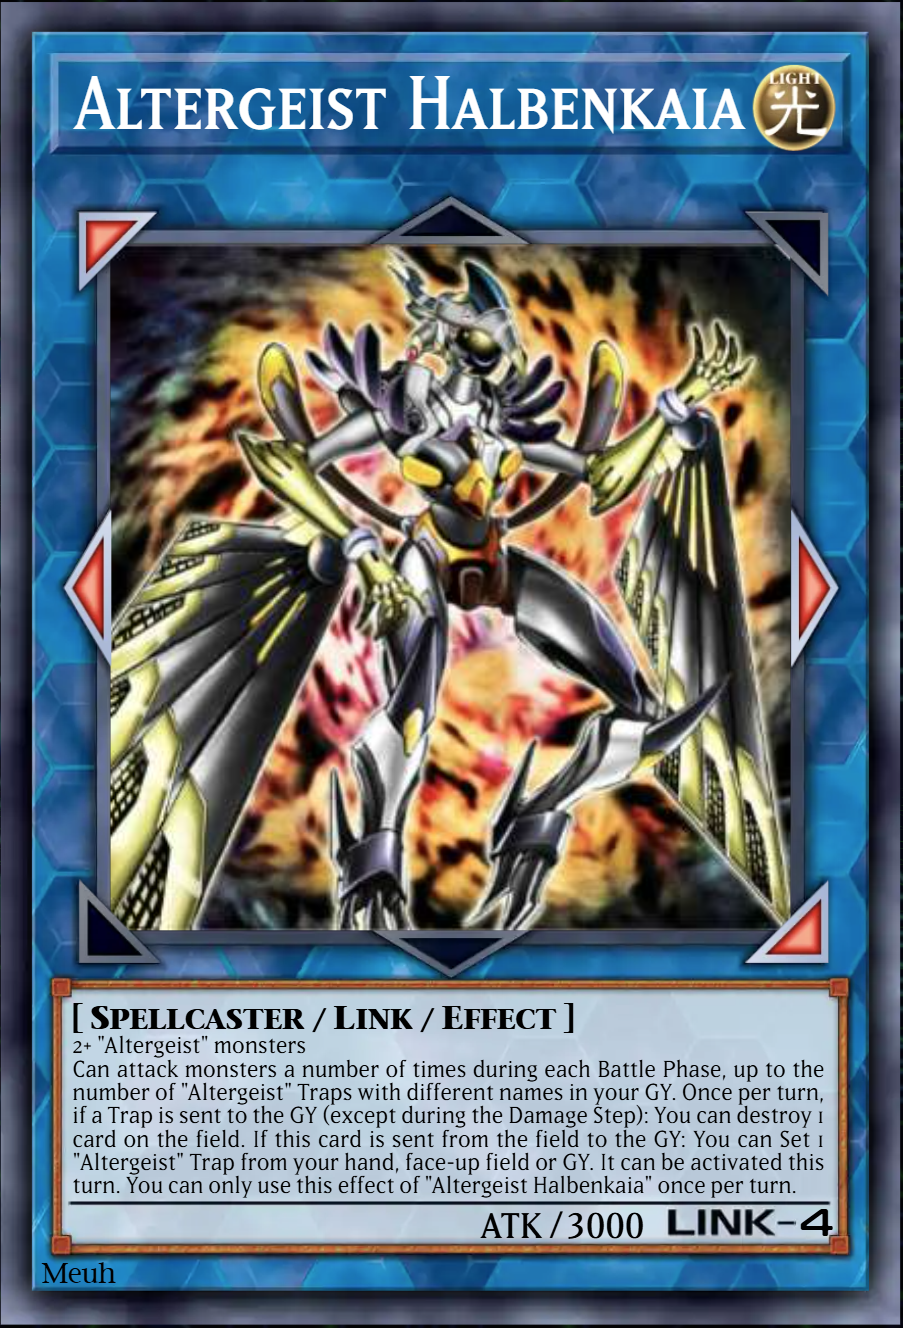 ALTERGEIST HALBENKAIA
LIGHT
光
[ SPELLCASTER / LINK / EFFECT ]
2+ "Altergeist" monsters
Can attack monsters a number of times during each Battle Phase, up to the
number of "Altergeist" Traps with different names in your GY. Once per turn,
if a Trap is sent to the GY (except during the Damage Step): You can destroy 1
card on the field. If this card is sent from the field to the GY: You can Set 1
"Altergeist" Trap from your hand, face-up field or GY. It can be activated this
turn. You can only use this effect of "Altergeist Halbenkaia" once per turn.
ATK/3000 LINK-4
Meuh